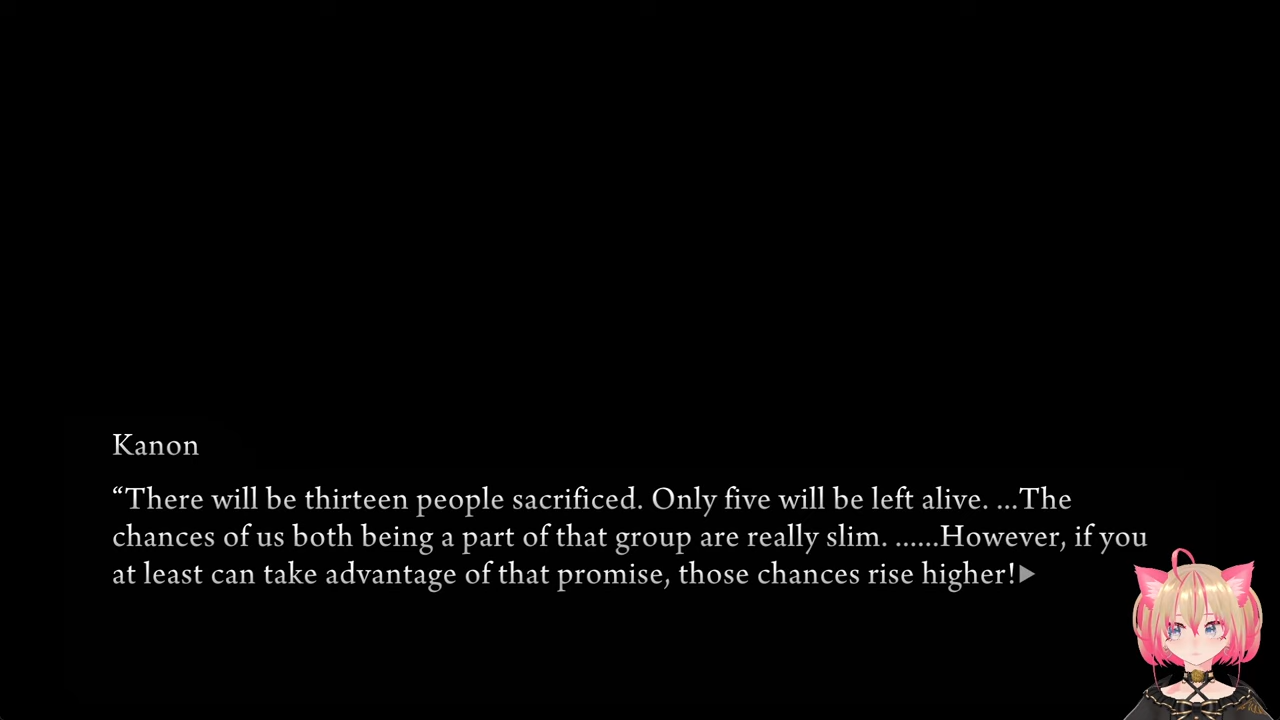 Kanon
“There will be thirteen people sacrificed. Only five will be left alive. ...The
chances of us both being a part of that group are really slim. ......However, if you
at least can take advantage of that promise, those chances rise higher!